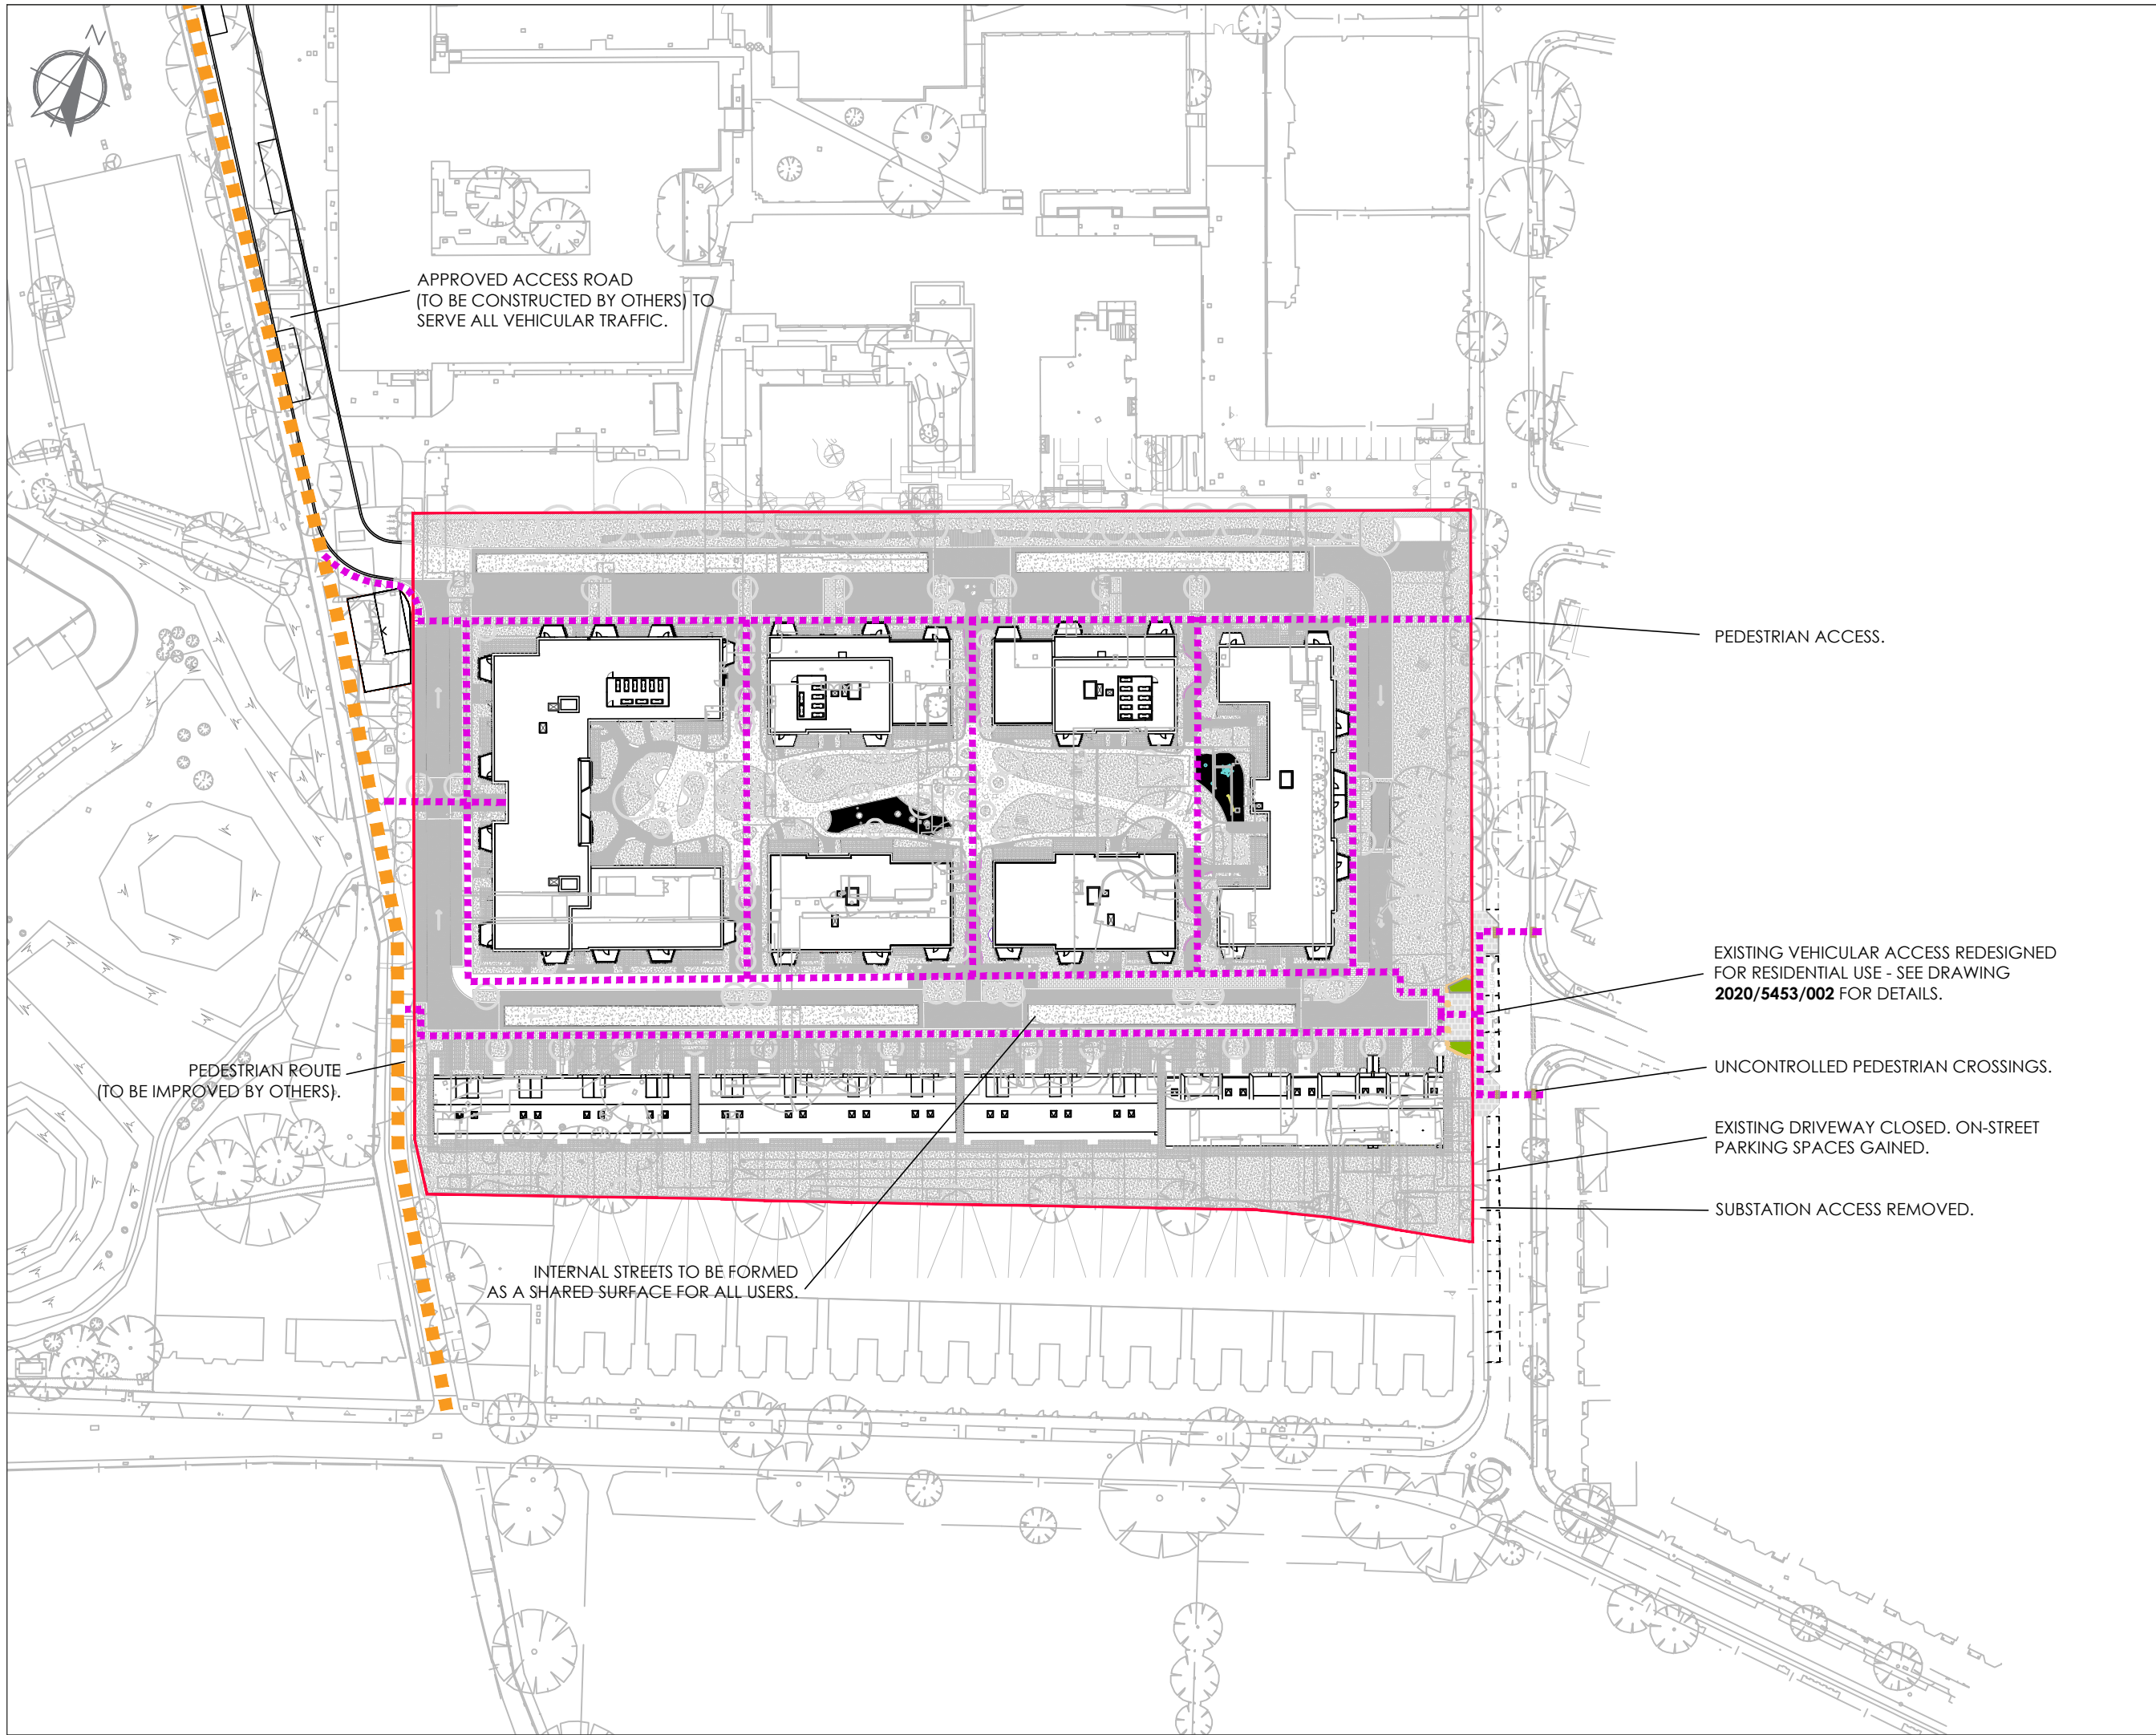 N
APPROVED ACCESS ROAD
(TO BE CONSTRUCTED BY OTHERS) TO
SERVE ALL VEHICULAR TRAFFIC.
PEDESTRIAN ACCESS.
EXISTING VEHICULAR ACCESS REDESIGNED
FOR RESIDENTIAL USE - SEE DRAWING
2020/5453/002 FOR DETAILS.
PEDESTRIAN ROUTE
(TO BE IMPROVED BY OTHERS).
UNCONTROLLED PEDESTRIAN CROSSINGS.
EXISTING DRIVEWAY CLOSED. ON-STREET
PARKING SPACES GAINED.
SUBSTATION ACCESS REMOVED.
INTERNAL STREETS TO BE FORMED
AS A SHARED SURFACE FOR ALL USERS.